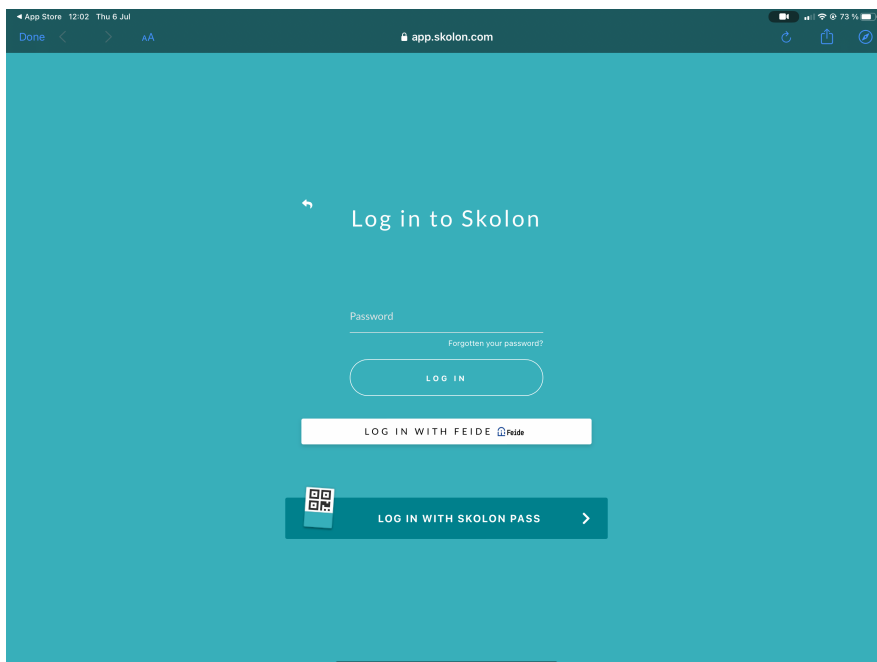 ◀ App Store 12:02 Thu 6 Jul
73 %
Done
AA
app.skolon.com
Log in to Skolon
Password
Forgotten your password?
LOG IN
LOG IN WITH FEIDE Feide
LOG IN WITH SKOLON PASS